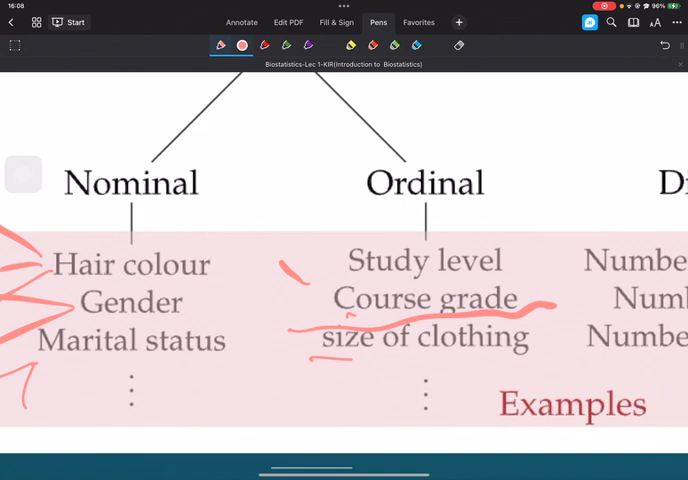 16:08
96%
Start
Annotate Edit PDF Fill & Sign Pens Favorites
Biostatistics-Lec 1-KIR(Introduction to Biostatistics)
Nominal Ordinal
Hair colour Study level
Gender Course grade
Marital status size of clothing
Examples